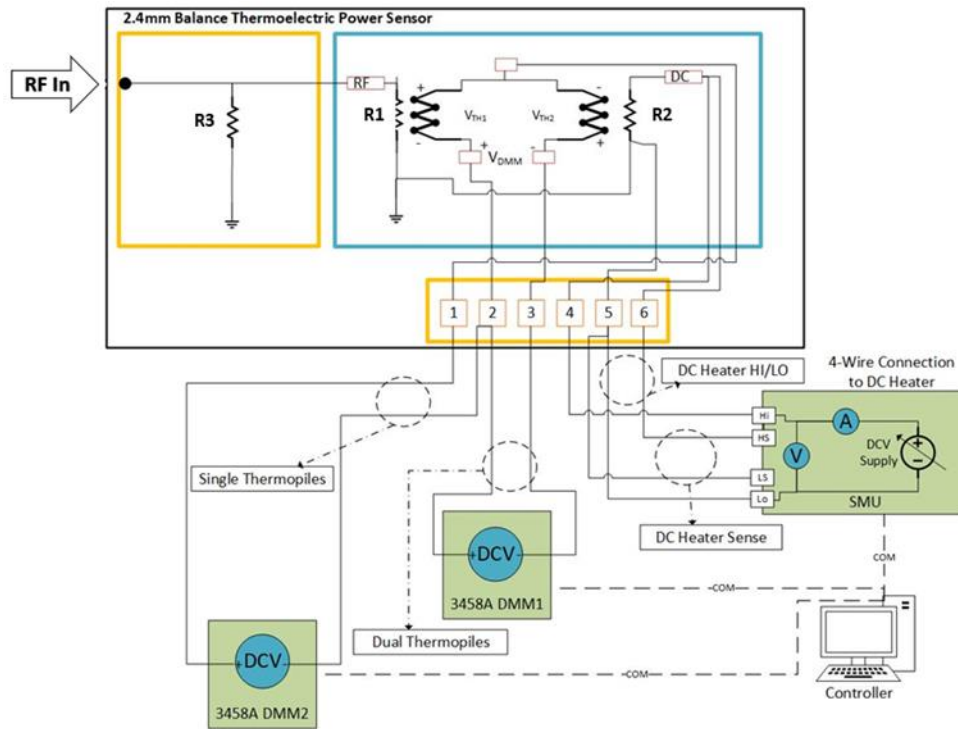 2.4mm Balance Thermoelectric Power Sensor
RF In
RF
DC
R3
R1
+
-
VTH1
VTH2
-
+
R2
+
VDMM
-
1
2
3
4
5
6
DC Heater HI/LO
4-Wire Connection
to DC Heater
Hi
HS
LS
Lo
A
V
DCV
Supply
+
-
SMU
Single Thermopiles
DC Heater Sense
+DCV-
3458A DMM1
COM
COM
Dual Thermopiles
+DCV-
3458A DMM2
COM
Controller